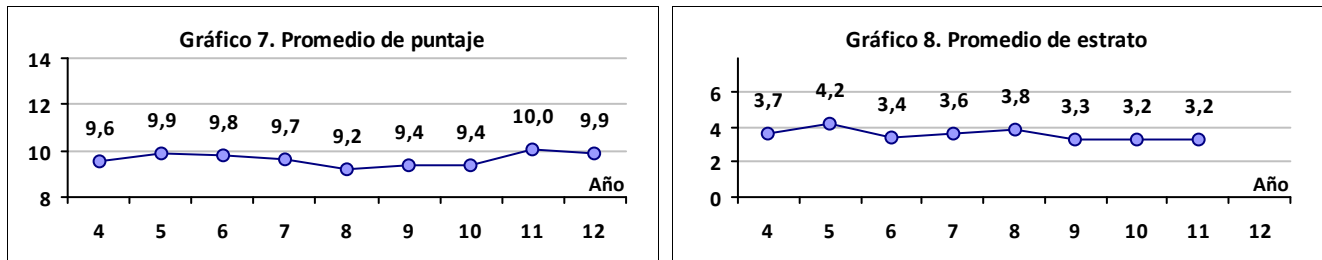 Gráfico 7. Promedio de puntaje
14
12
10
8
9,6 9,9 9,8 9,7 9,2 9,4 9,4 10,0 9,9
Año
4 5 6 7 8 9 10 11 12
Gráfico 8. Promedio de estrato
6
4
2
0
3,7 4,2 3,4 3,6 3,8 3,3 3,2 3,2
Año
4 5 6 7 8 9 10 11 12